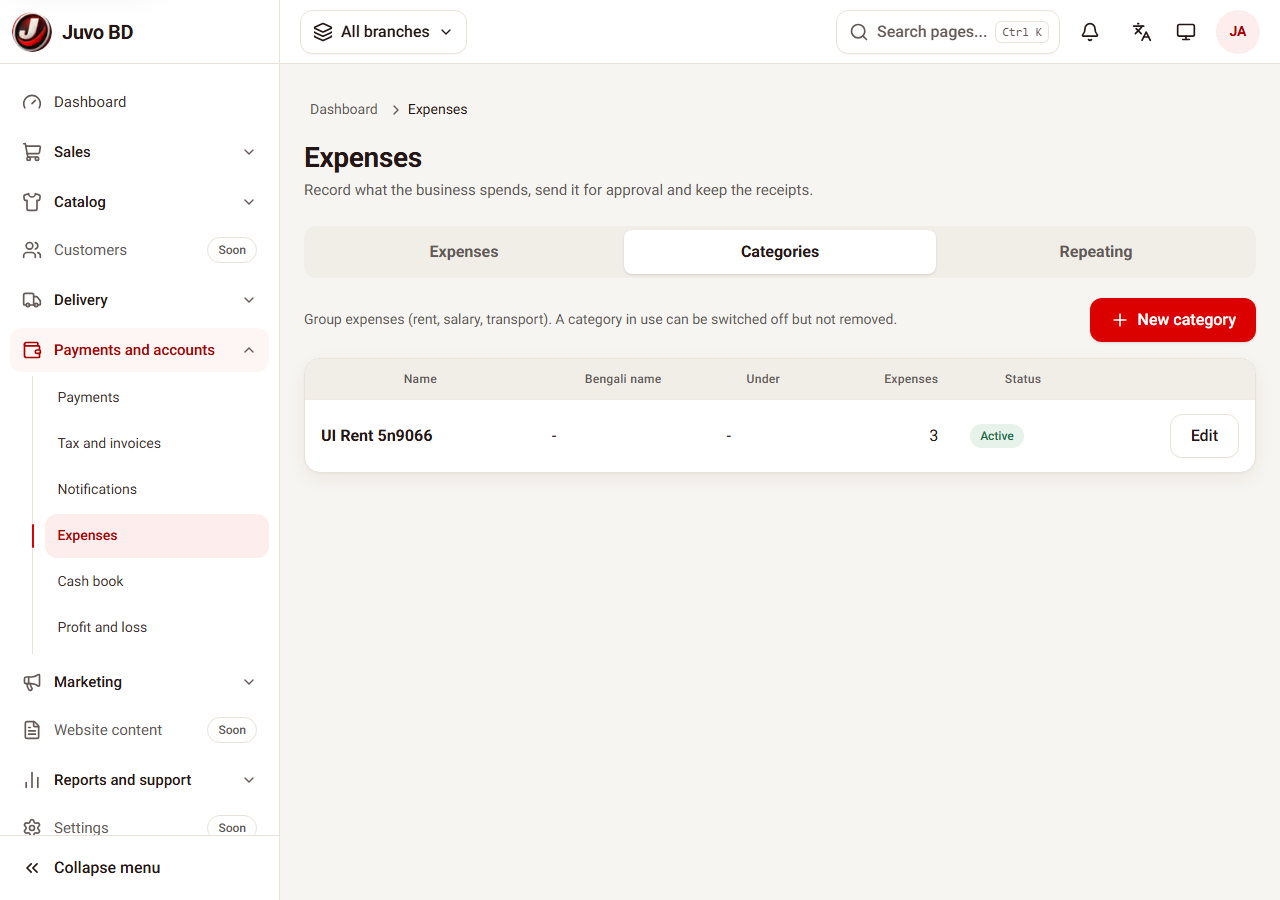 Juvo BD
All branches
Search pages... Ctrl K
JA
Dashboard
Sales
Catalog
Customers Soon
Delivery
Payments and accounts
Payments
Tax and invoices
Notifications
Expenses
Cash book
Profit and loss
Marketing
Website content Soon
Reports and support
Settings Soon
Collapse menu
Dashboard > Expenses
Expenses
Record what the business spends, send it for approval and keep the receipts.
Expenses Categories Repeating
Group expenses (rent, salary, transport). A category in use can be switched off but not removed.
+ New category
Name Bengali name Under Expenses Status
UI Rent 5n9066 - - 3 Active Edit